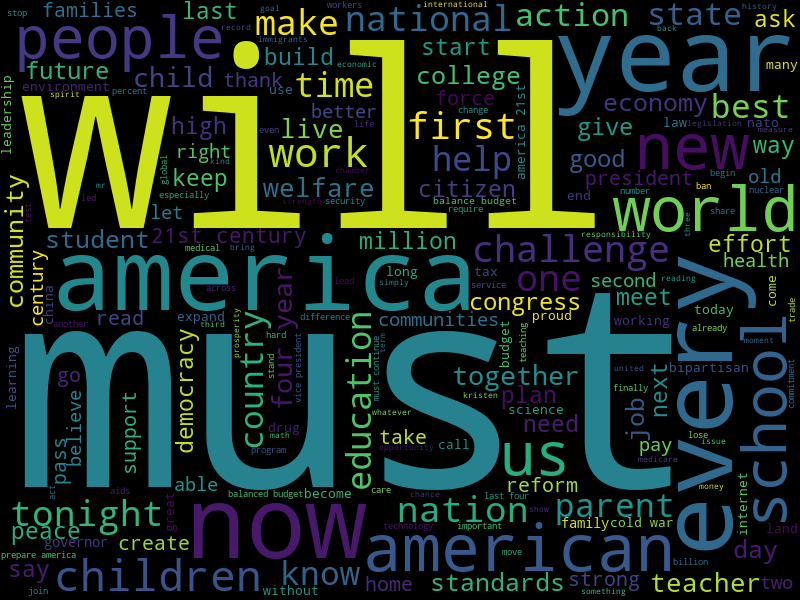 will
must
year
america
now
every
people
new
world
american
school
us
children
nation
work
first
tonight
national
challenge
one
time
parent
make
last
families
action
state
ask
many
future
child
build
start
college
thank
environment
percent
spirit
stop
record
workers
international
goal
immigrants
history
back
economic
use
force
change
economy
best
leadership
high
better
live
even
life
america 21st
give
law
legislation
nato
measure
way
right
kind
global
help
good
president
begin
keep
mr
especially
led
welfare
chamber
strength
security
citizen
balance budget
require
end
number
ban
nuclear
old
share
three
let
community
test
student
21st century
medical
bring
million
responsibility
effort
health
century
china
across
lead
long
simply
tax
service
congress
second
meet
reading
come
trade
today
already
another
read
expand
third
prosperity
four year
difference
communities
proud
working
moment
commitment
learning
democracy
country
hard
stand
vice president
education
must continue
term
budget
teaching
together
united
bipartisan
next
job
go
believe
pass
support
drug
math
program
whatever
kristen
plan
science
need
finally
lose
issue
take
call
opportunity
pay
medicare
act
aids
able
balanced budget
become
care
chance
last four
reform
money
internet
land
great
technology
important
show
family
cold war
peace
governor
create
day
prepare america
say
join
know
without
home
move
standards
strong
something
billion
teacher
two